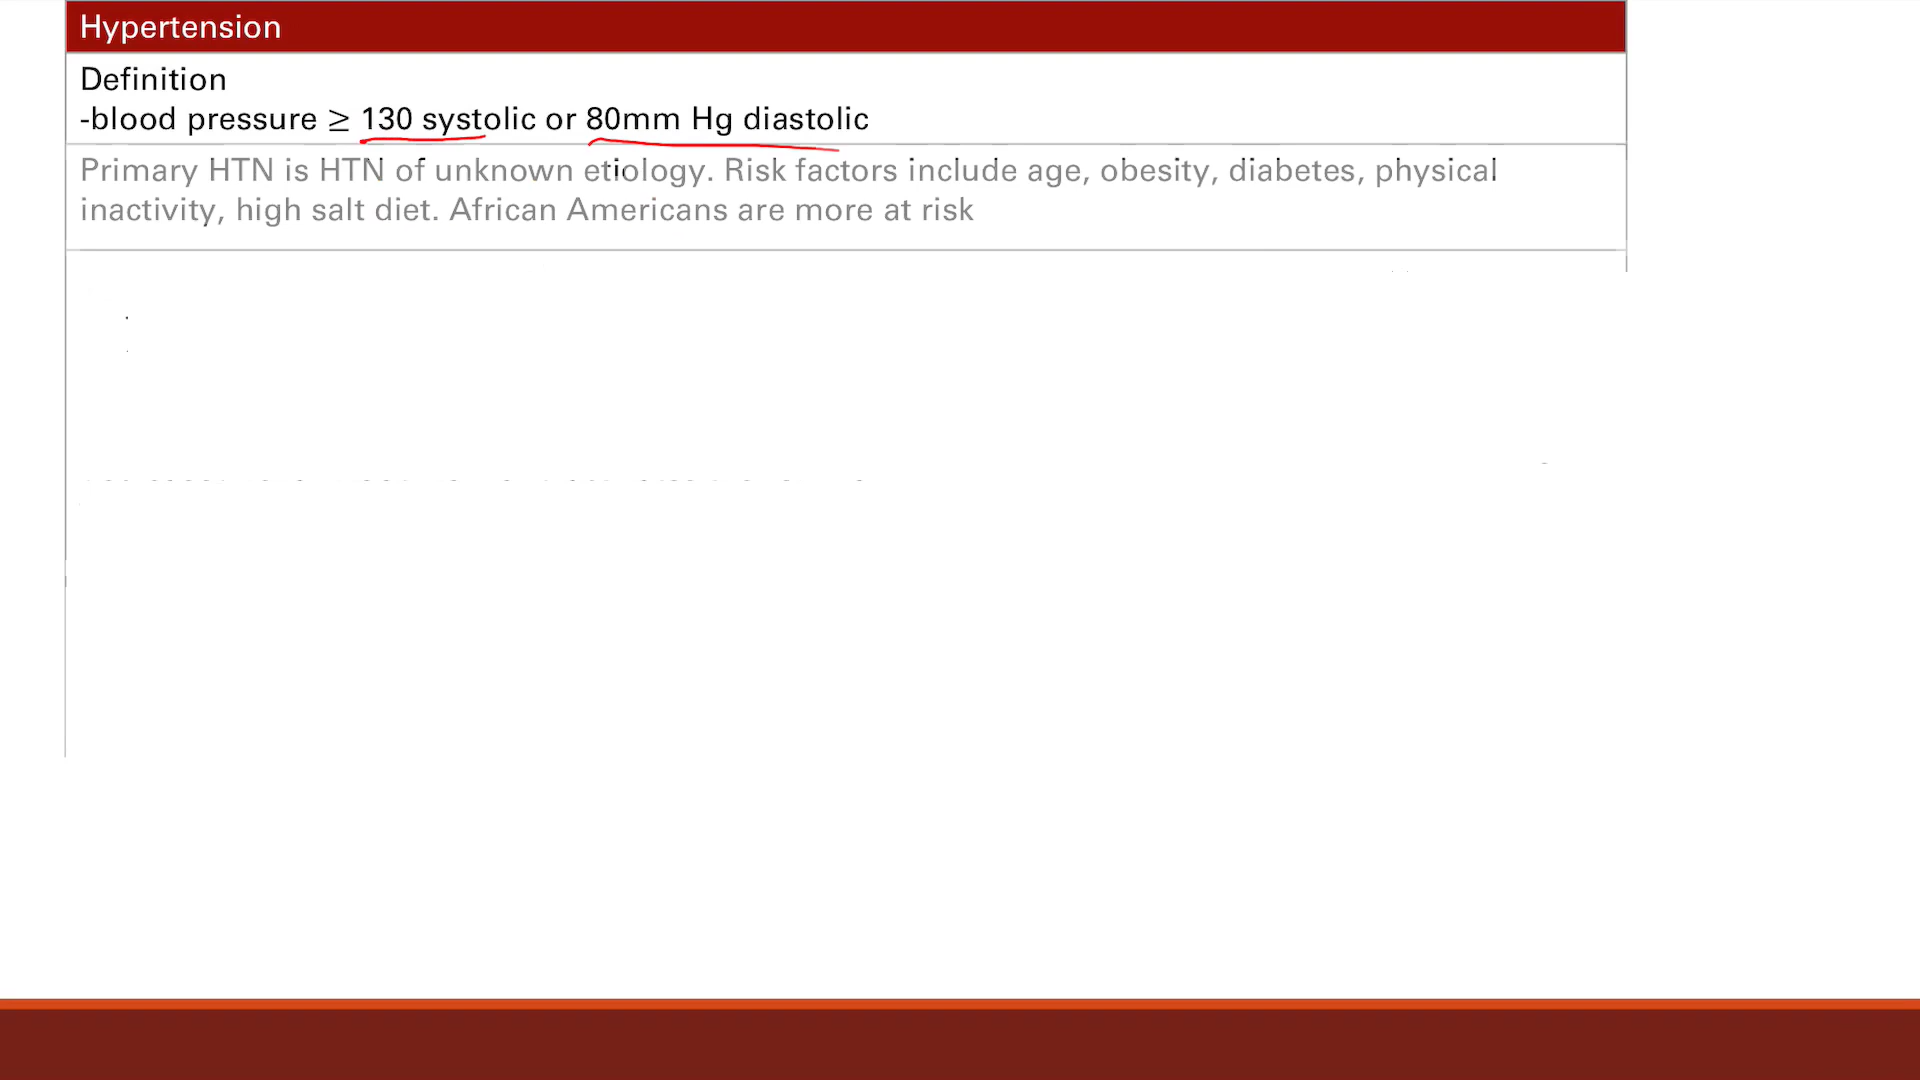 Hypertension
Definition
-blood pressure ≥ 130 systolic or 80mm Hg diastolic
Primary HTN is HTN of unknown etiology. Risk factors include age, obesity, diabetes, physical
inactivity, high salt diet. African Americans are more at risk